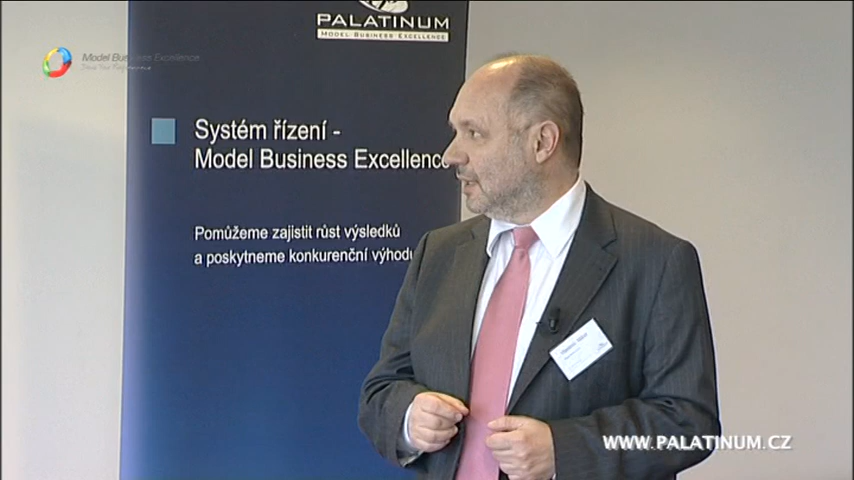 PALATINUM
MODEL BUSINESS EXCELLENCE
Model Business Excellence
Systém řízení -
Model Business Excellence
Pomůžeme zajistit růst výsledků
a poskytneme konkurenční výhodu
WWW.PALATINUM.CZ